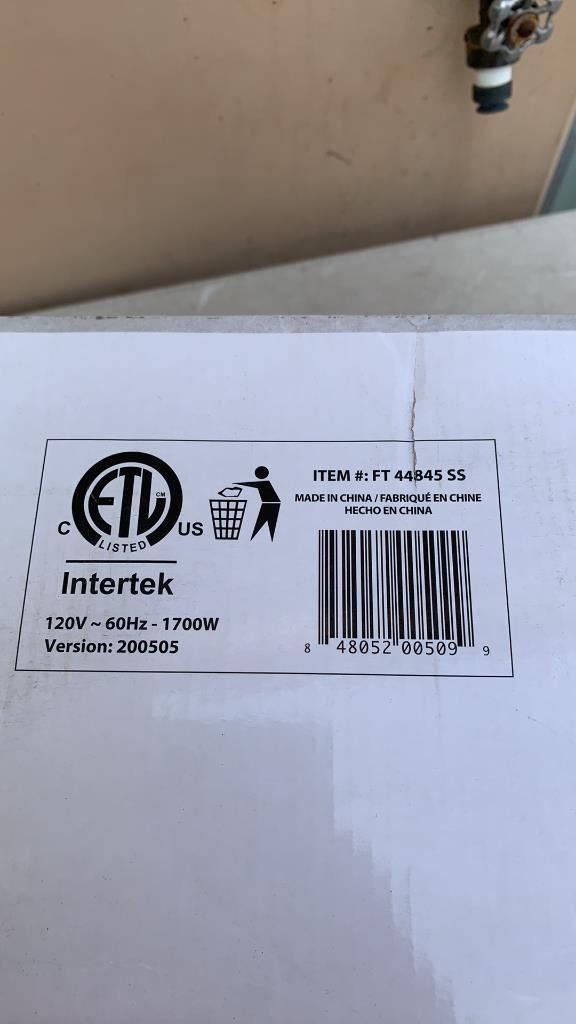 C ETL CM US
LISTED
Intertek
120V ~ 60Hz - 1700W
Version: 200505
ITEM #: FT 44845 SS
MADE IN CHINA / FABRIQUÉ EN CHINE
HECHO EN CHINA
8 48052 00509 9